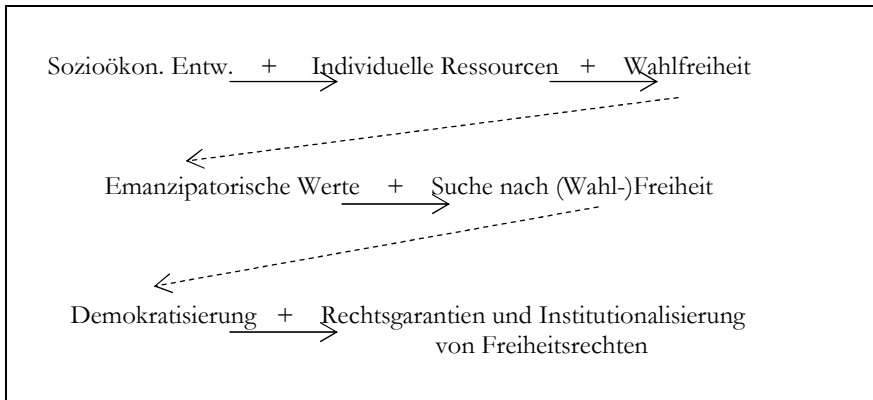 Sozioökon. Entw. + Individuelle Ressourcen + Wahlfreiheit
Emanzipatorische Werte + Suche nach (Wahl-)Freiheit
Demokratisierung + Rechtsgarantien und Institutionalisierung
von Freiheitsrechten